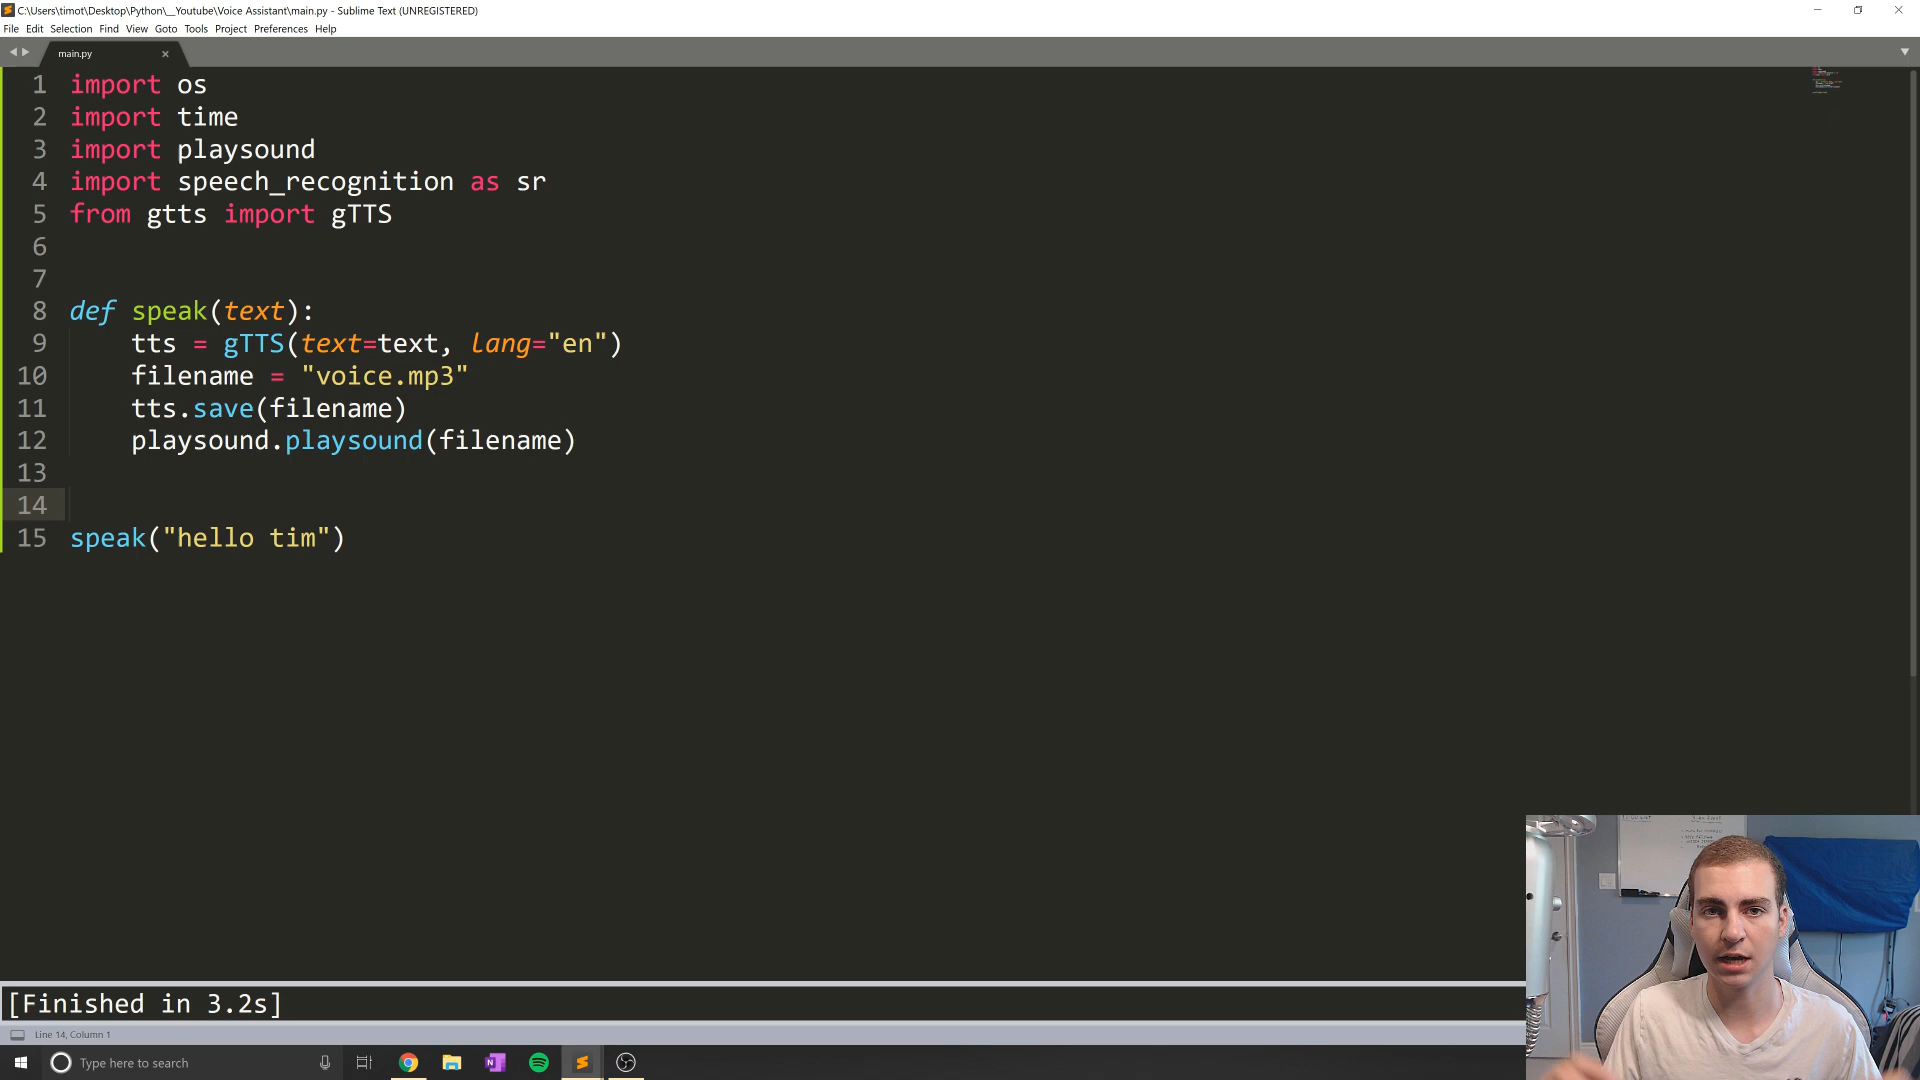 C:\Users\timot\Desktop\Python\__Youtube\Voice Assistant\main.py - Sublime Text (UNREGISTERED)
File Edit Selection Find View Goto Tools Project Preferences Help
main.py
1 import os
2 import time
3 import playsound
4 import speech_recognition as sr
5 from gtts import gTTS
6
7
8 def speak(text):
9 tts = gTTS(text=text, lang="en")
10 filename = "voice.mp3"
11 tts.save(filename)
12 playsound.playsound(filename)
13
14
15 speak("hello tim")
[Finished in 3.2s]
Line 14, Column 1
Type here to search